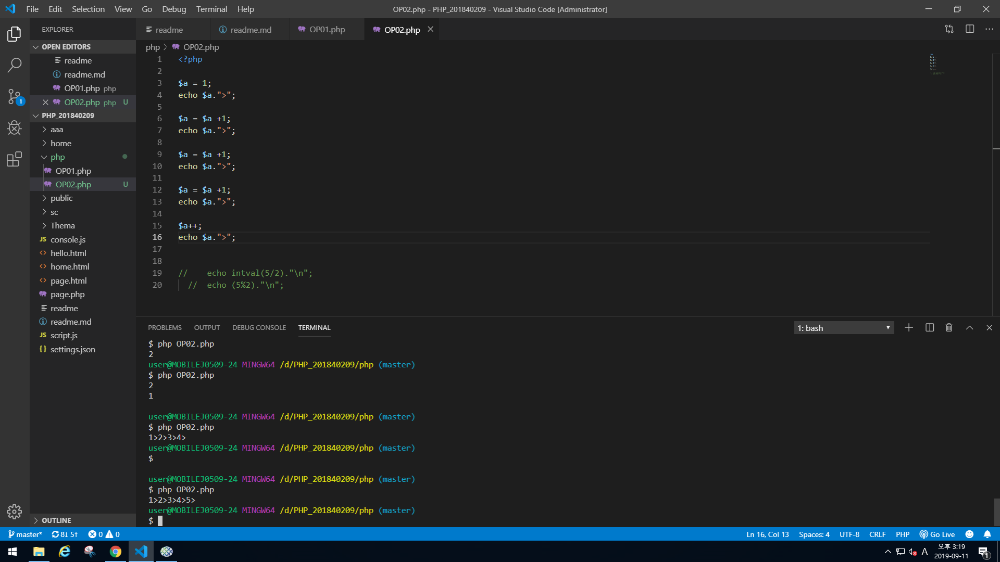 File Edit Selection View Go Debug Terminal Help
OP02.php - PHP_201840209 - Visual Studio Code [Administrator]
EXPLORER
readme
readme.md
OP01.php
OP02.php
OPEN EDITORS
readme
readme.md
OP01.php php
OP02.php php U
PHP_201840209
aaa
home
php
OP01.php
OP02.php U
public
sc
Thema
JS console.js
<> hello.html
<> home.html
<> page.html
page.php
readme
readme.md
JS script.js
{} settings.json
OUTLINE
php > OP02.php
1 <?php
2
3 $a = 1;
4 echo $a.">";
5
6 $a = $a +1;
7 echo $a.">";
8
9 $a = $a +1;
10 echo $a.">";
11
12 $a = $a +1;
13 echo $a.">";
14
15 $a++;
16 echo $a.">";
17
18
19 //    echo intval(5/2)."\n";
20   //  echo (5%2)."\n";
PROBLEMS OUTPUT DEBUG CONSOLE TERMINAL
1: bash
$ php OP02.php
2
user@MOBILEJ0509-24 MINGW64 /d/PHP_201840209/php (master)
$ php OP02.php
2
1
user@MOBILEJ0509-24 MINGW64 /d/PHP_201840209/php (master)
$ php OP02.php
1>2>3>4>
user@MOBILEJ0509-24 MINGW64 /d/PHP_201840209/php (master)
$
user@MOBILEJ0509-24 MINGW64 /d/PHP_201840209/php (master)
$ php OP02.php
1>2>3>4>5>
user@MOBILEJ0509-24 MINGW64 /d/PHP_201840209/php (master)
$
1
master* 8↓ 5↑ 0 0
Ln 16, Col 13 Spaces: 4 UTF-8 CRLF PHP Go Live
A 오후 3:19
2019-09-11
1